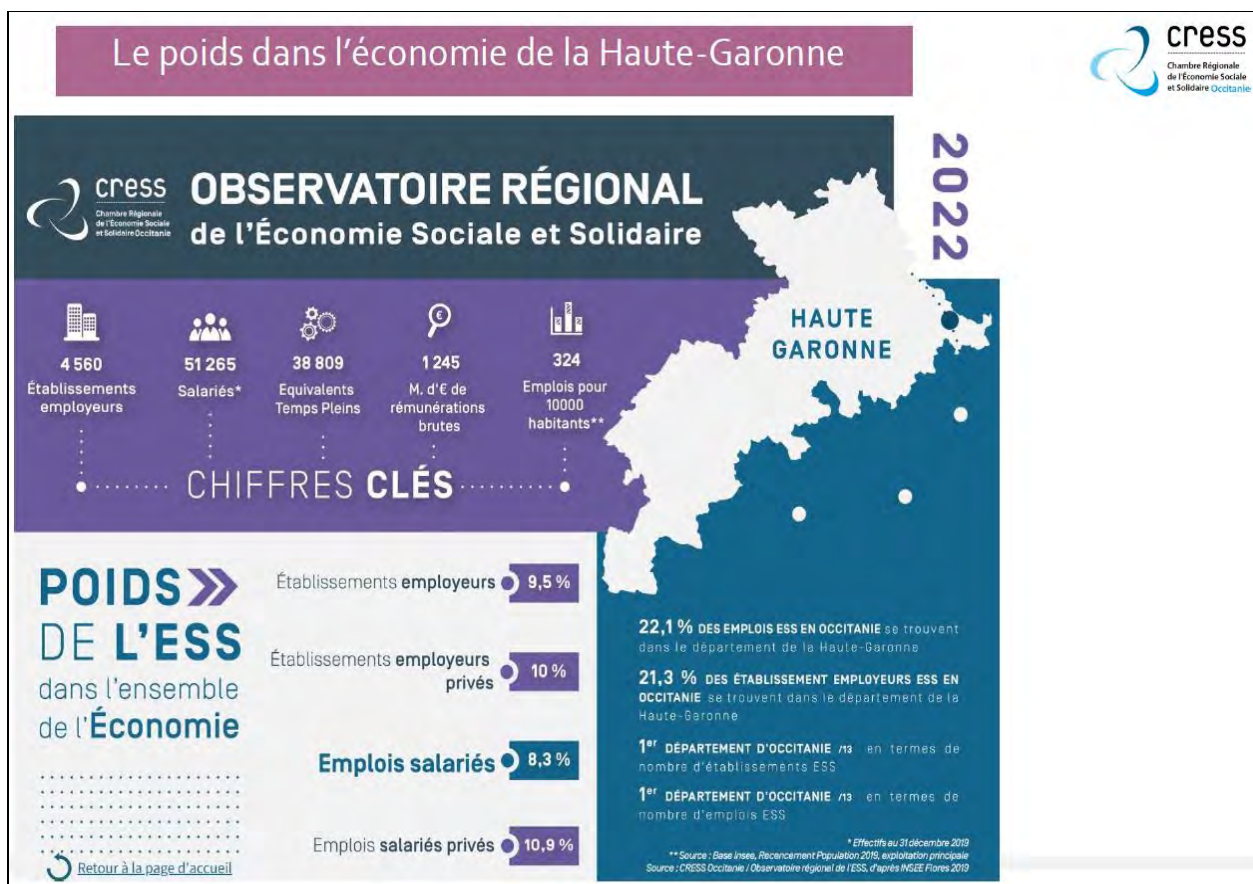 Le poids dans l'économie de la Haute-Garonne
cress
Chambre Régionale
de l'Économie Sociale
et Solidaire Occitanie
2022
cress
Chambre Régionale
de l'Économie Sociale
et Solidaire Occitanie
OBSERVATOIRE RÉGIONAL
de l'Économie Sociale et Solidaire
HAUTE
GARONNE
4 560
Établissements
employeurs
51 265
Salariés*
38 809
Equivalents
Temps Pleins
1 245
M. d'€ de
rémunérations
brutes
324
Emplois pour
10000
habitants**
CHIFFRES CLÉS
POIDS
DE L'ESS
dans l'ensemble
de l'Économie
Établissements employeurs 9,5 %
Établissements employeurs
privés 10 %
Emplois salariés 8,3 %
Emplois salariés privés 10,9 %
Retour à la page d'accueil
22,1 % DES EMPLOIS ESS EN OCCITANIE se trouvent
dans le département de la Haute-Garonne
21,3 % DES ÉTABLISSEMENT EMPLOYEURS ESS EN
OCCITANIE se trouvent dans le département de la
Haute-Garonne
1er DÉPARTEMENT D'OCCITANIE /13 en termes de
nombre d'établissements ESS
1er DÉPARTEMENT D'OCCITANIE /13 en termes de
nombre d'emplois ESS
* Effectifs au 31 décembre 2019
** Source : Base Insee, Recencement Population 2019, exploitation principale
Source : CRESS Occitanie / Observatoire régional de l'ESS, d'après INSEE Flores 2019